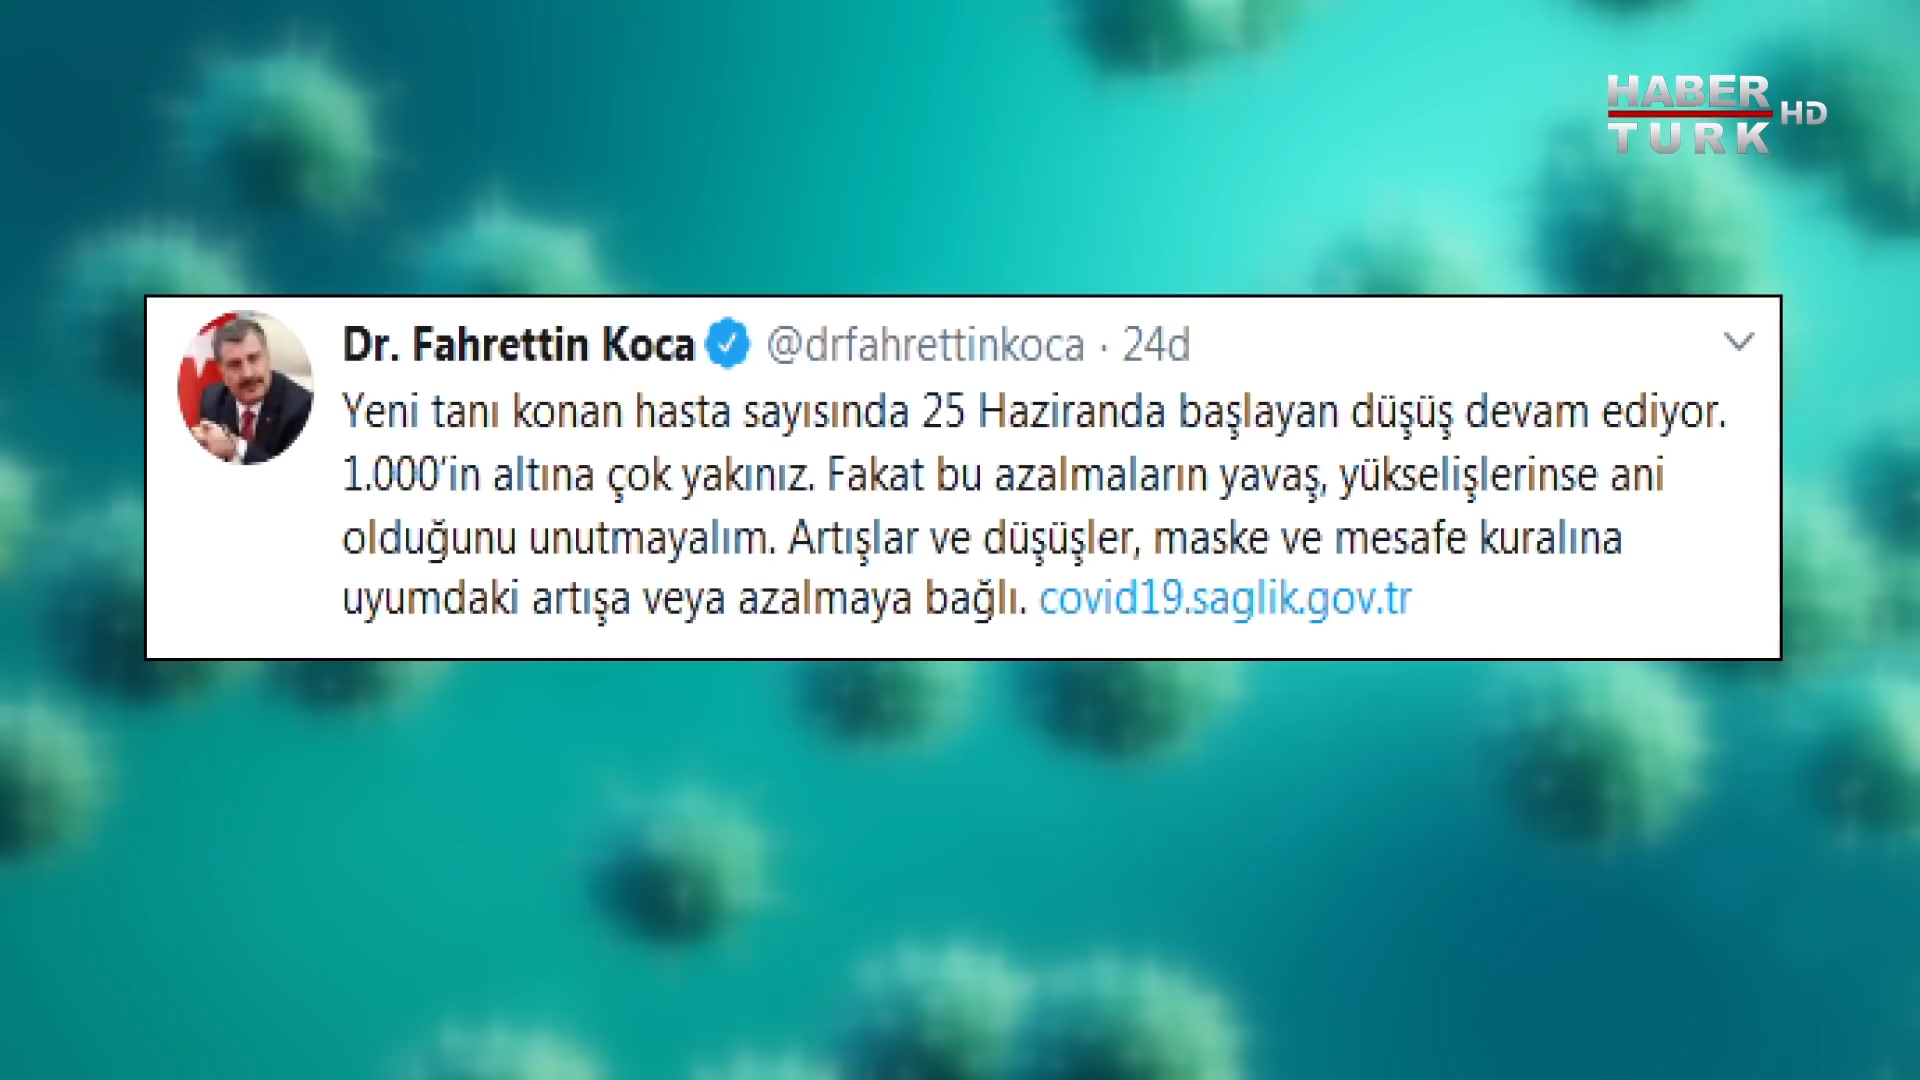 HABER
TURK HD
Dr. Fahrettin Koca @drfahrettinkoca · 24d
Yeni tanı konan hasta sayısında 25 Haziranda başlayan düşüş devam ediyor.
1.000'in altına çok yakınız. Fakat bu azalmaların yavaş, yükselişlerinse ani
olduğunu unutmayalım. Artışlar ve düşüşler, maske ve mesafe kuralına
uyumdaki artışa veya azalmaya bağlı. covid19.saglik.gov.tr